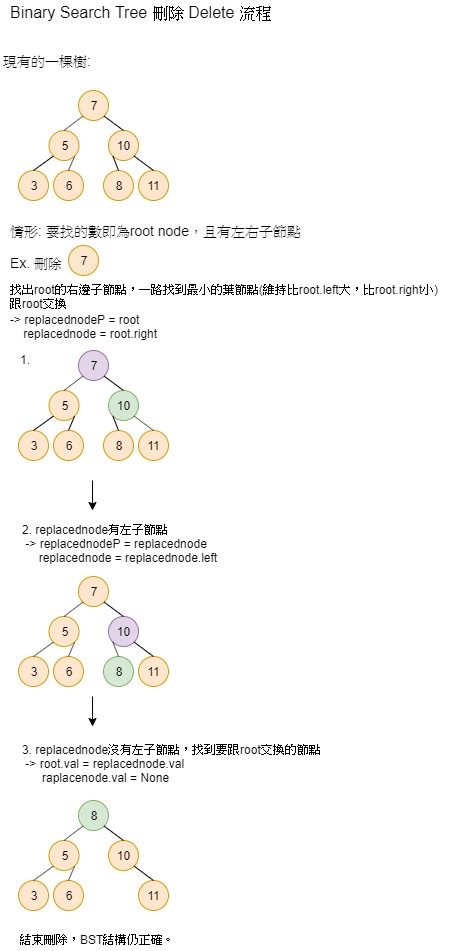 Binary Search Tree 刪除 Delete 流程
現有的一棵樹:
7
5 10
3 6 8 11
情形: 要找的數即為root node，且有左右子節點
Ex. 刪除 7
找出root的右邊子節點，一路找到最小的葉節點(維持比root.left大，比root.right小)
跟root交換
-> replacednodeP = root
replacednode = root.right
1.
7
5 10
3 6 8 11
2. replacednode有左子節點
-> replacednodeP = replacednode
replacednode = replacednode.left
7
5 10
3 6 8 11
3. replacednode沒有左子節點，找到要跟root交換的節點
-> root.val = replacednode.val
raplacenode.val = None
8
5 10
3 6 11
結束刪除，BST結構仍正確。